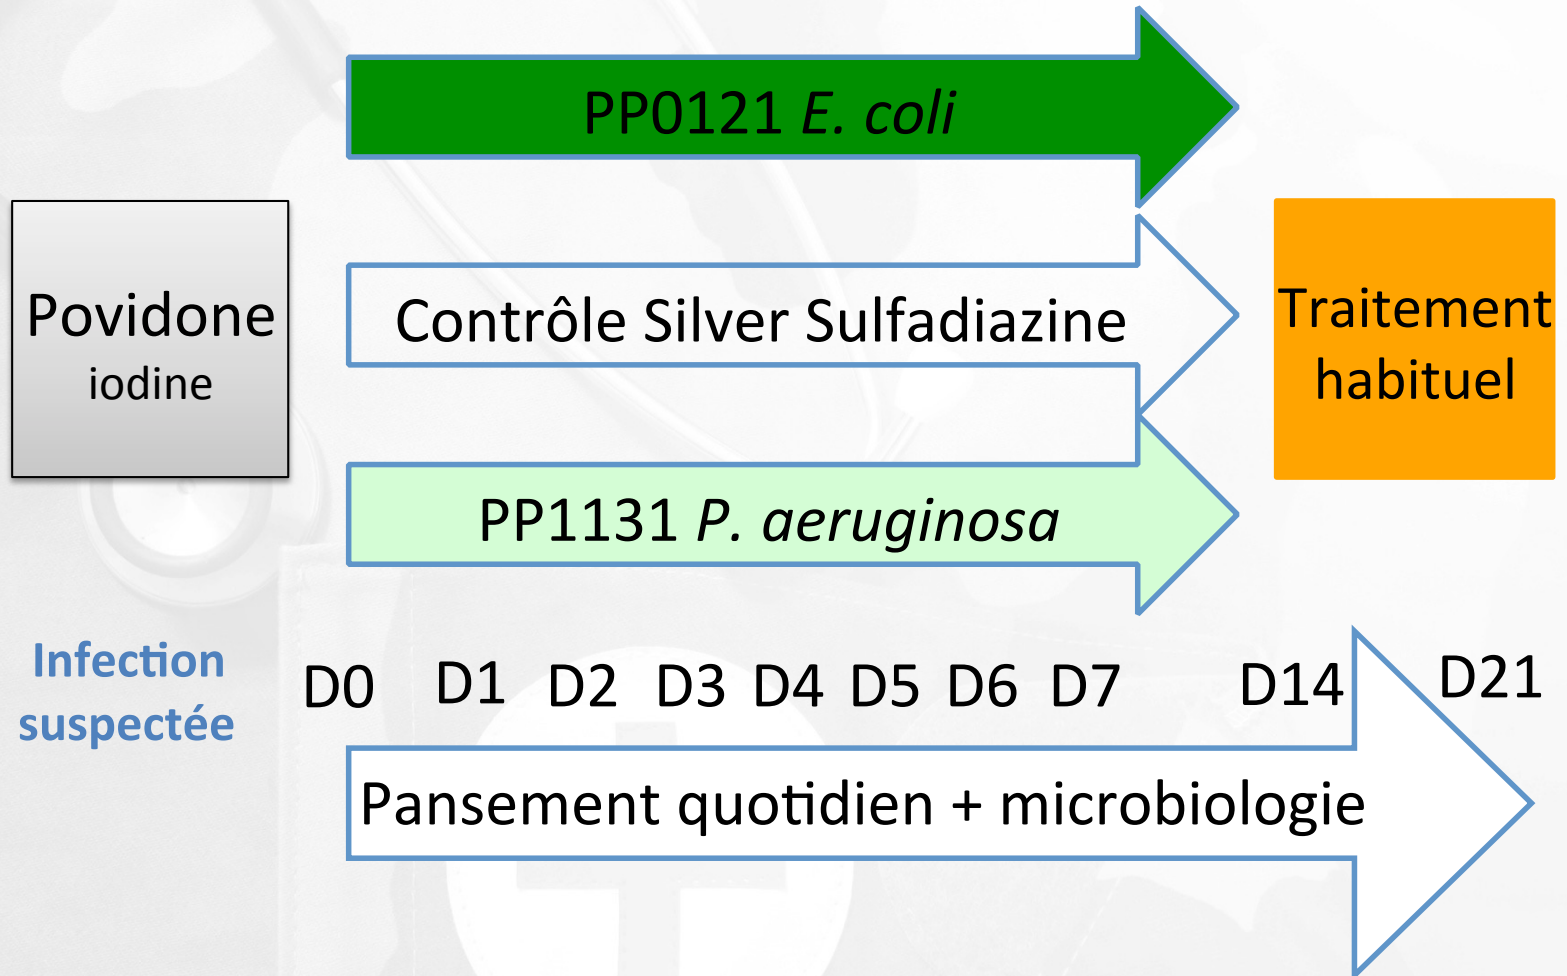 PP0121 E. coli
Povidone
iodine
Contrôle Silver Sulfadiazine
Traitement
habituel
PP1131 P. aeruginosa
Infection
suspectée
D0 D1 D2 D3 D4 D5 D6 D7 D14 D21
Pansement quotidien + microbiologie